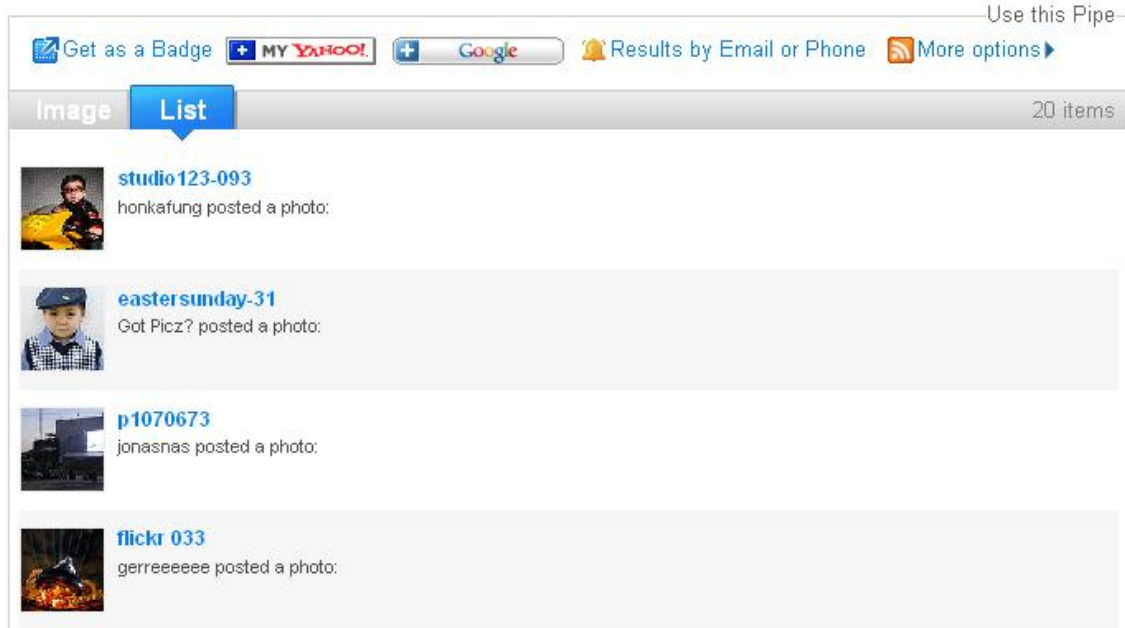 Use this Pipe
Get as a Badge MY YAHOO! Google Results by Email or Phone More options
Image List 20 items
studio123-093
honkafung posted a photo:
eastersunday-31
Got Picz? posted a photo:
p1070673
jonasnas posted a photo:
flickr 033
gerreeeeee posted a photo: